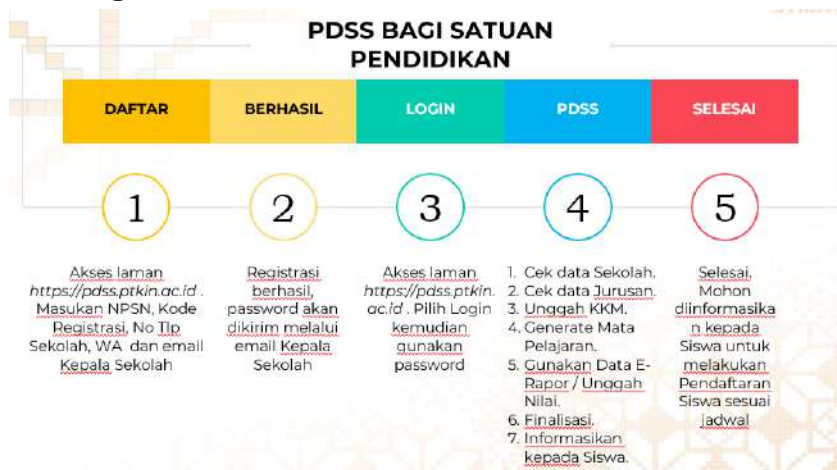 PDSS BAGI SATUAN
PENDIDIKAN
DAFTAR
BERHASIL
LOGIN
PDSS
SELESAI
1
2
3
4
5
Akses laman
https://pdss.ptkin.ac.id .
Masukan NPSN, Kode
Registrasi, No Tlp
Sekolah, WA dan email
Kepala Sekolah
Registrasi
berhasil,
password akan
dikirim melalui
email Kepala
Sekolah
Akses laman
https://pdss.ptkin.
ac.id . Pilih Login
kemudian
gunakan
password
1. Cek data Sekolah.
2. Cek data Jurusan.
3. Unggah KKM.
4. Generate Mata
Pelajaran.
5. Gunakan Data E-
Rapor / Unggah
Nilai.
6. Finalisasi.
7. Informasikan
kepada Siswa.
Selesai.
Mohon
diinformasika
n kepada
Siswa untuk
melakukan
Pendaftaran
Siswa sesuai
jadwal